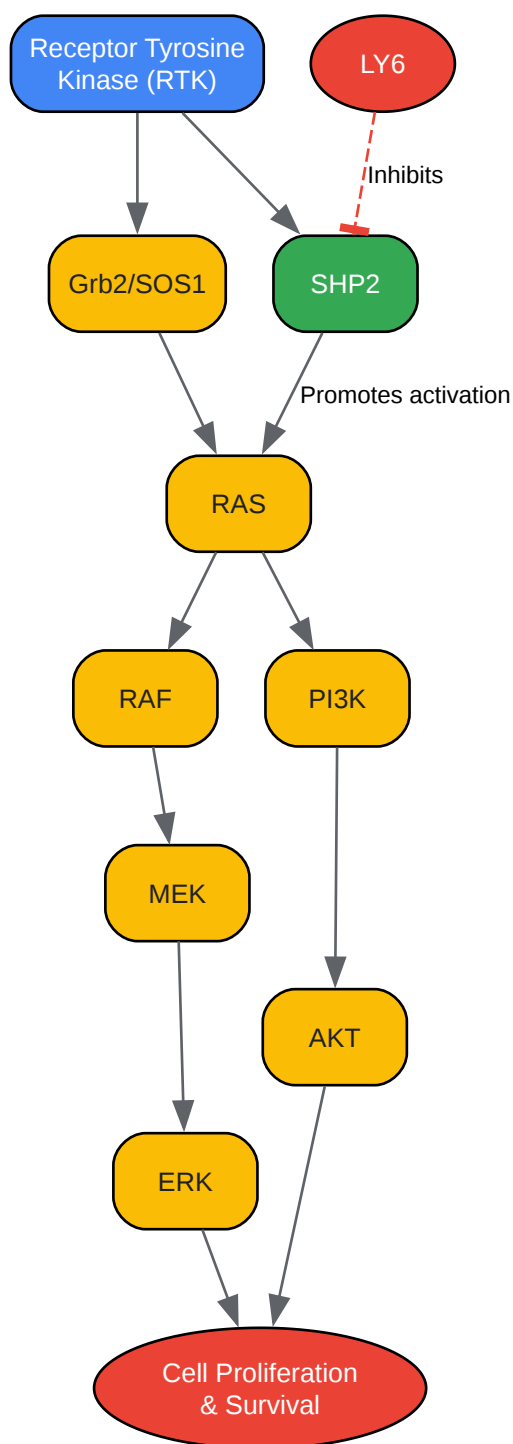 Receptor Tyrosine
Kinase (RTK)
LY6
Inhibits
Grb2/SOS1
SHP2
Promotes activation
RAS
RAF
PI3K
MEK
AKT
ERK
Cell Proliferation
& Survival